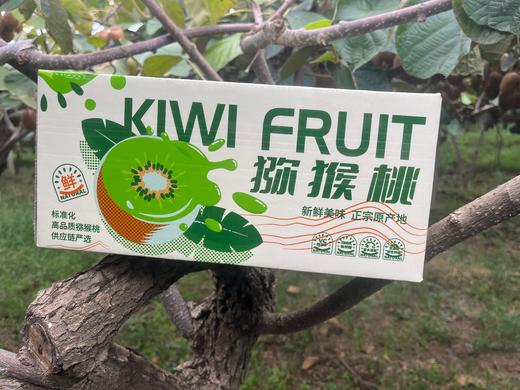 KIWI FRUIT
猕猴桃
新鲜美味 正宗原产地
鲜
NATURAL
标准化
高品质猕猴桃
供应链严选